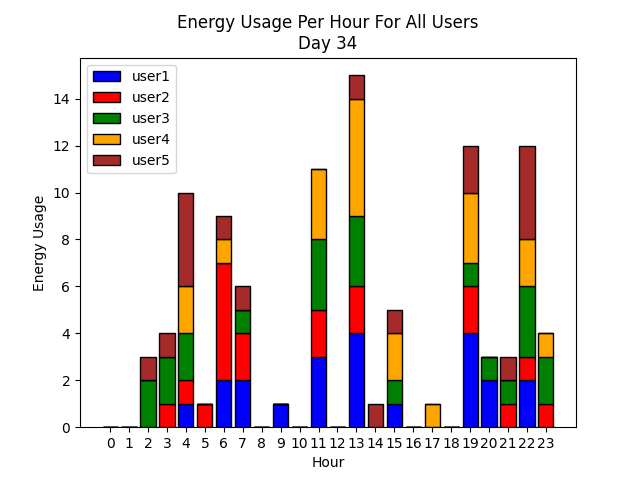 Energy Usage Per Hour For All Users
Day 34
user1
user2
user3
user4
user5
Energy Usage
14
12
10
8
6
4
2
0
0 1 2 3 4 5 6 7 8 9 10 11 12 13 14 15 16 17 18 19 20 21 22 23
Hour